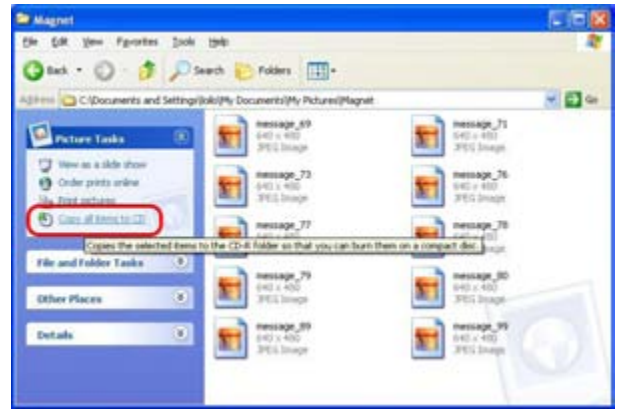 Magnet
File Edit View Favorites Tools Help
Back Search Folders
Address C:\Documents and Settings\lolo\My Documents\My Pictures\Magnet Go
Picture Tasks
View as a slide show
Order prints online
Print pictures
Copy all items to CD
Copies the selected items to the CD-R folder so that you can burn them on a compact disc.
File and Folder Tasks
Other Places
Details
message_69
640 x 480
JPEG Image
message_71
640 x 480
JPEG Image
message_73
640 x 480
JPEG Image
message_76
640 x 480
JPEG Image
message_77
message_78
JPEG Image
message_79
640 x 480
JPEG Image
message_80
640 x 480
JPEG Image
message_89
640 x 480
JPEG Image
message_99
640 x 480
JPEG Image